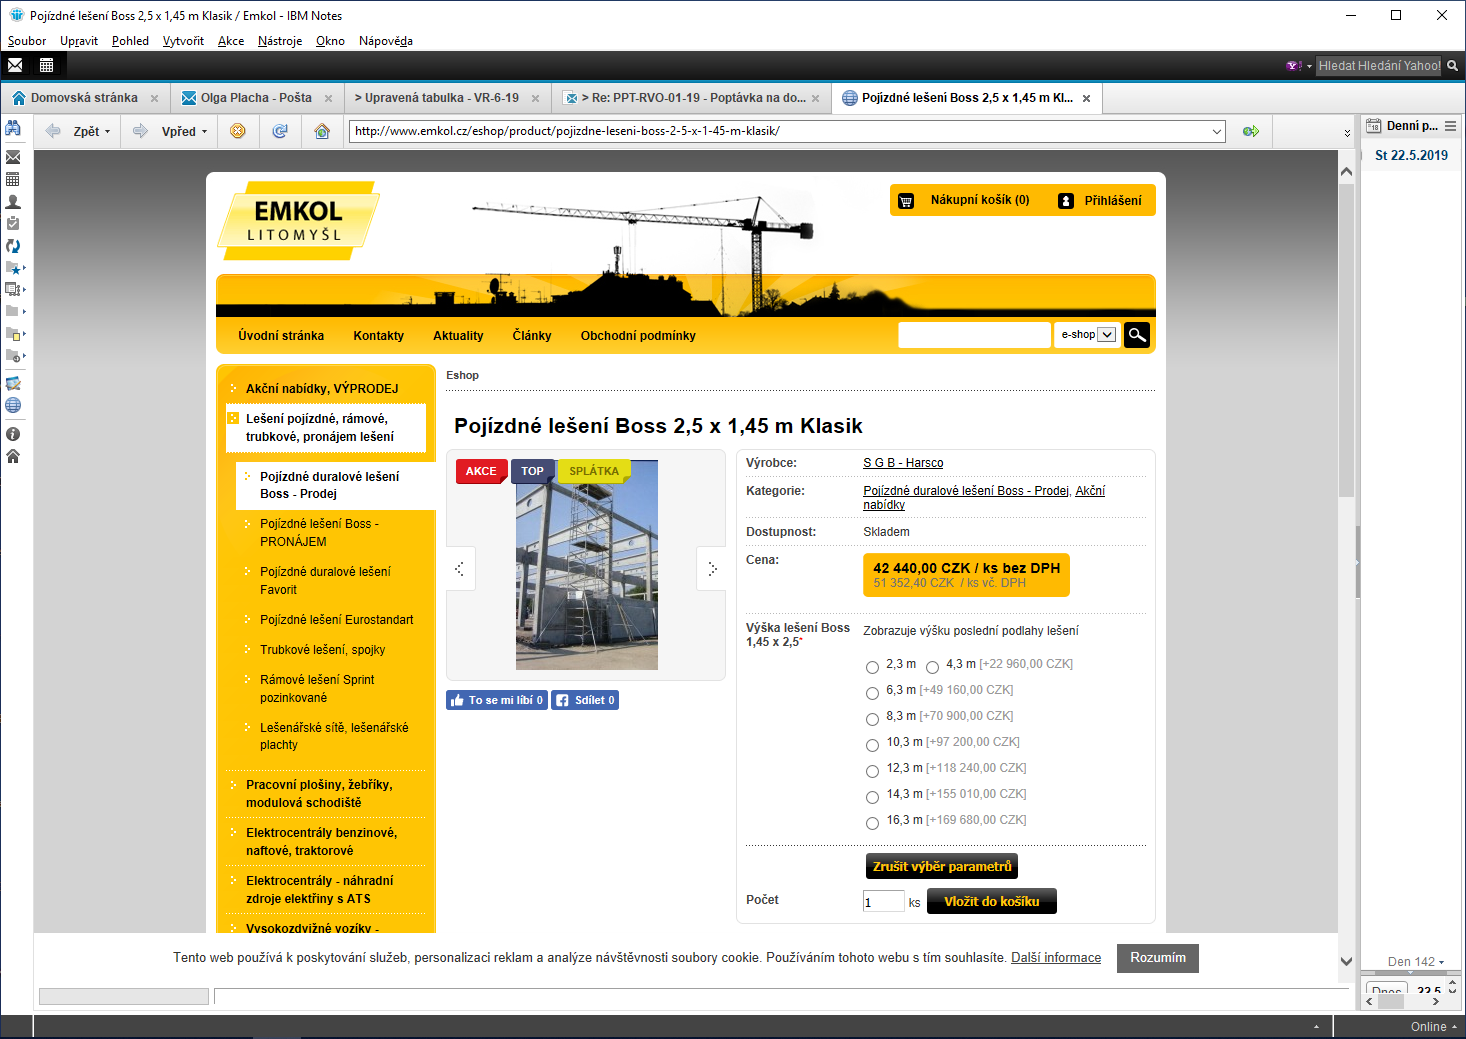 Pojízdné lešení Boss 2,5 x 1,45 m Klasik / Emkol - IBM Notes
Soubor Upravit Pohled Vytvořit Akce Nástroje Okno Nápověda
Hledat Hledání Yahoo!
Domovská stránka
Olga Placha - Pošta
> Upravená tabulka - VR-6-19
> Re: PPT-RVO-01-19 - Poptávka na do...
Pojízdné lešení Boss 2,5 x 1,45 m Kl...
Zpět
Vpřed
http://www.emkol.cz/eshop/product/pojizdne-leseni-boss-2-5-x-1-45-m-klasik/
Denní p...
St 22.5.2019
EMKOL
LITOMYŠL
Nákupní košík (0)
Přihlášení
Úvodní stránka Kontakty Aktuality Články Obchodní podmínky
e-shop
Akční nabídky, VÝPRODEJ
Lešení pojízdné, rámové,
trubkové, pronájem lešení
Pojízdné duralové lešení
Boss - Prodej
Pojízdné lešení Boss -
PRONÁJEM
Pojízdné duralové lešení
Favorit
Pojízdné lešení Eurostandart
Trubkové lešení, spojky
Rámové lešení Sprint
pozinkované
Lešenářské sítě, lešenářské
plachty
Pracovní plošiny, žebříky,
modulová schodiště
Elektrocentrály benzinové,
naftové, traktorové
Elektrocentrály - náhradní
zdroje elektřiny s ATS
Vysokozdvižné vozíky -
Eshop
Pojízdné lešení Boss 2,5 x 1,45 m Klasik
AKCE TOP SPLÁTKA
To se mi líbí 0
Sdílet 0
Výrobce: S G B - Harsco
Kategorie: Pojízdné duralové lešení Boss - Prodej, Akční
nabídky
Dostupnost: Skladem
Cena: 42 440,00 CZK / ks bez DPH
51 352,40 CZK / ks vč. DPH
Výška lešení Boss
1,45 x 2,5*
Zobrazuje výšku poslední podlahy lešení
2,3 m 4,3 m [+22 960,00 CZK]
6,3 m [+49 160,00 CZK]
8,3 m [+70 900,00 CZK]
10,3 m [+97 200,00 CZK]
12,3 m [+118 240,00 CZK]
14,3 m [+155 010,00 CZK]
16,3 m [+169 680,00 CZK]
Zrušit výběr parametrů
Počet 1 ks Vložit do košíku
Tento web používá k poskytování služeb, personalizaci reklam a analýze návštěvnosti soubory cookie. Používáním tohoto webu s tím souhlasíte. Další informace
Rozumím
Den 142
Dnes 22.5
Online